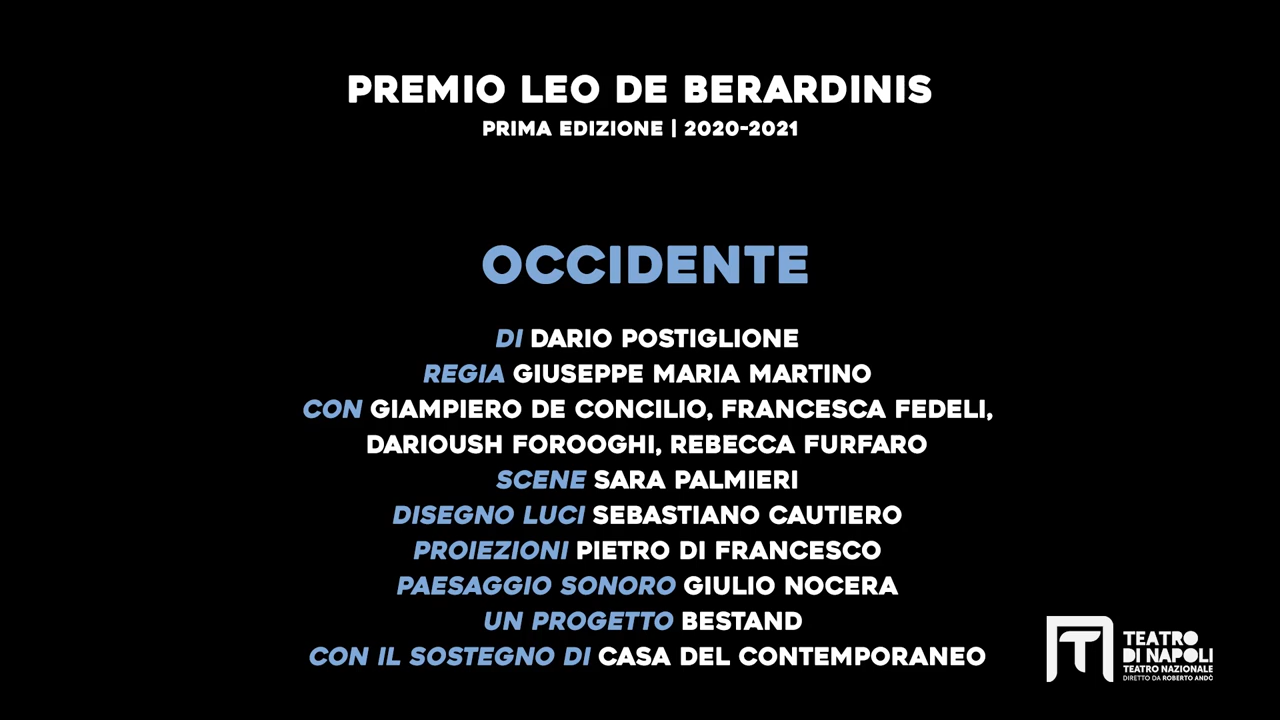 PREMIO LEO DE BERARDINIS
PRIMA EDIZIONE | 2020-2021
OCCIDENTE
DI DARIO POSTIGLIONE
REGIA GIUSEPPE MARIA MARTINO
CON GIAMPIERO DE CONCILIO, FRANCESCA FEDELI,
DARIOUSH FOROOGHI, REBECCA FURFARO
SCENE SARA PALMIERI
DISEGNO LUCI SEBASTIANO CAUTIERO
PROIEZIONI PIETRO DI FRANCESCO
PAESAGGIO SONORO GIULIO NOCERA
UN PROGETTO BESTAND
CON IL SOSTEGNO DI CASA DEL CONTEMPORANEO
TEATRO
DI NAPOLI
TEATRO NAZIONALE
DIRETTO DA ROBERTO ANDÒ